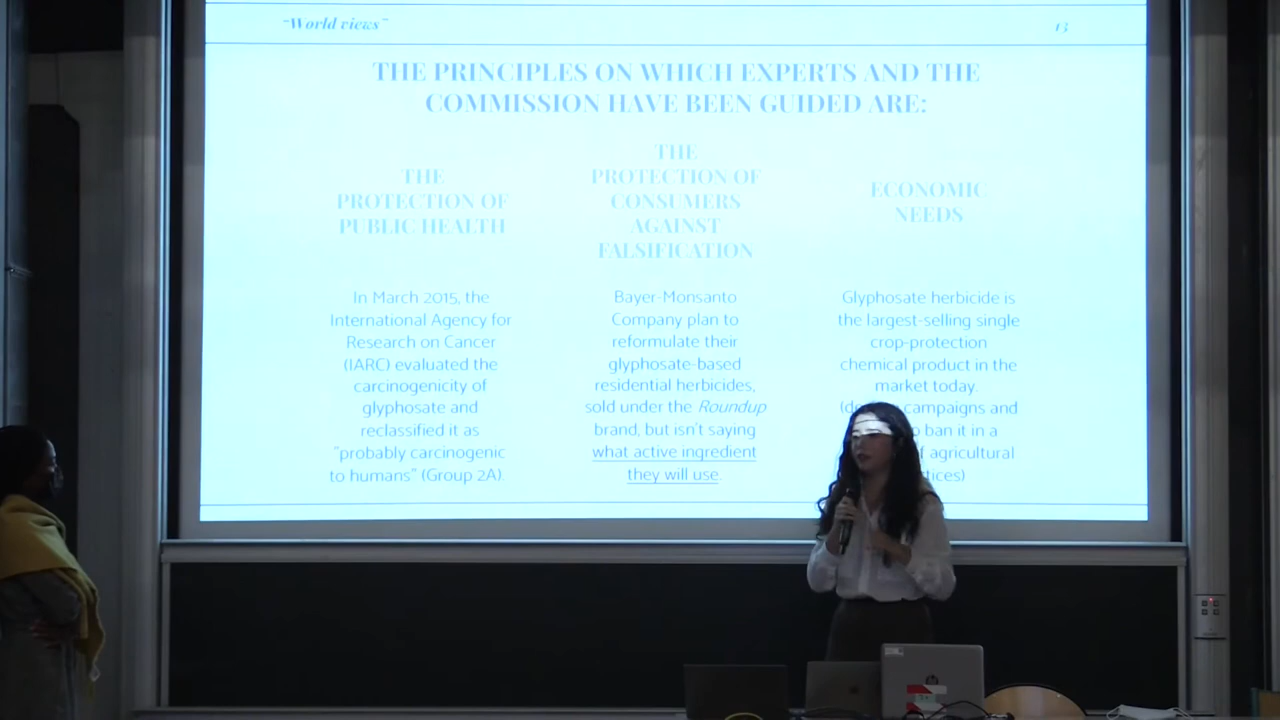 "World views"
13
THE PRINCIPLES ON WHICH EXPERTS AND THE
COMMISSION HAVE BEEN GUIDED ARE:
THE
PROTECTION OF
PUBLIC HEALTH
In March 2015, the
International Agency for
Research on Cancer
(IARC) evaluated the
carcinogenicity of
glyphosate and
reclassified it as
"probably carcinogenic
to humans" (Group 2A).
THE
PROTECTION OF
CONSUMERS
AGAINST
FALSIFICATION
Bayer-Monsanto
Company plan to
reformulate their
glyphosate-based
residential herbicides,
sold under the Roundup
brand, but isn't saying
what active ingredient
they will use.
ECONOMIC
NEEDS
Glyphosate herbicide is
the largest-selling single
crop-protection
chemical product in the
market today.
campaigns and
ban it in a
agricultural